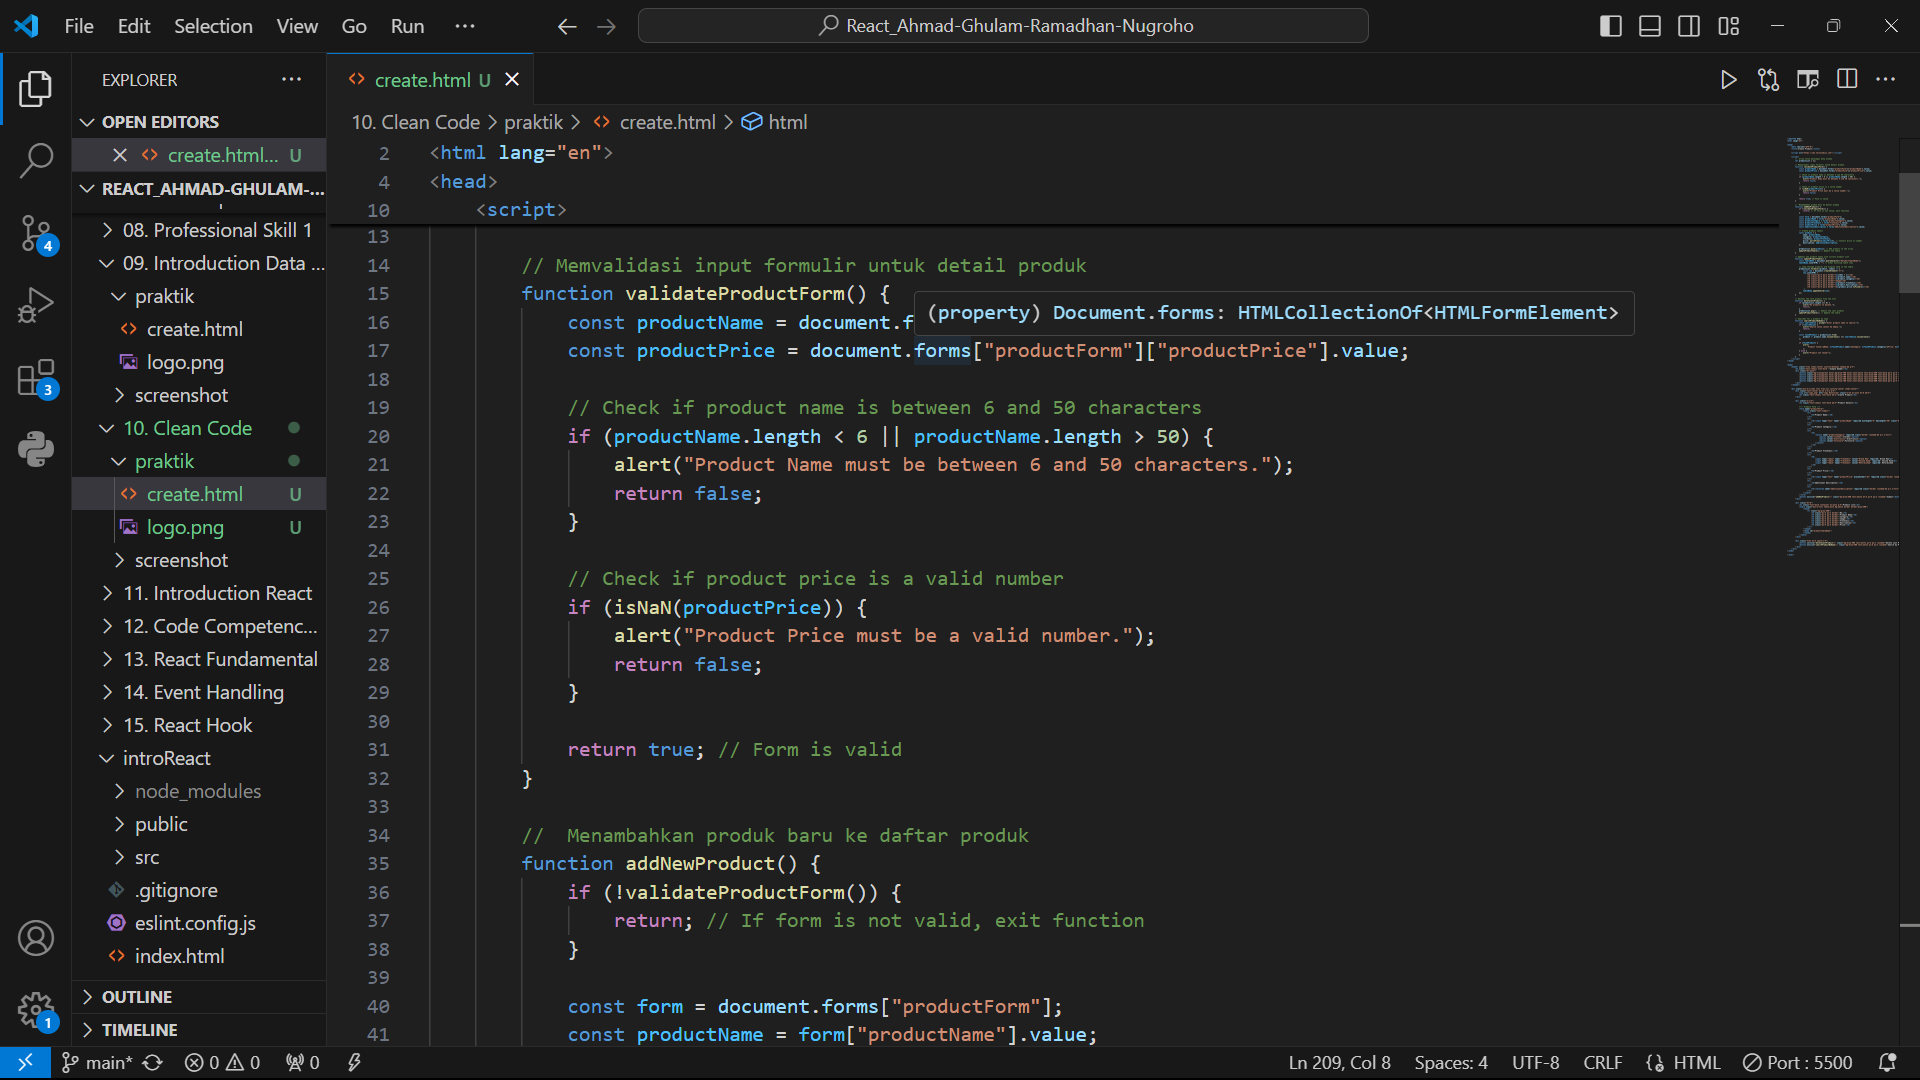 File Edit Selection View Go Run ··· React_Ahmad-Ghulam-Ramadhan-Nugroho
EXPLORER ···
OPEN EDITORS
create.html... U
REACT_AHMAD-GHULAM-...
08. Professional Skill 1
09. Introduction Data ...
praktik
create.html
logo.png
screenshot
10. Clean Code
praktik
create.html U
logo.png U
screenshot
11. Introduction React
12. Code Competenc...
13. React Fundamental
14. Event Handling
15. React Hook
introReact
node_modules
public
src
.gitignore
eslint.config.js
index.html
OUTLINE
TIMELINE
4
3
1
create.html U
10. Clean Code > praktik > create.html > html
2 <html lang="en">
4 <head>
10 <script>
13
14 // Memvalidasi input formulir untuk detail produk
15 function validateProductForm() {
(property) Document.forms: HTMLCollectionOf<HTMLFormElement>
16 const productName = document.f
17 const productPrice = document.forms["productForm"]["productPrice"].value;
18
19 // Check if product name is between 6 and 50 characters
20 if (productName.length < 6 || productName.length > 50) {
21 alert("Product Name must be between 6 and 50 characters.");
22 return false;
23 }
24
25 // Check if product price is a valid number
26 if (isNaN(productPrice)) {
27 alert("Product Price must be a valid number.");
28 return false;
29 }
30
31 return true; // Form is valid
32 }
33
34 //  Menambahkan produk baru ke daftar produk
35 function addNewProduct() {
36 if (!validateProductForm()) {
37 return; // If form is not valid, exit function
38 }
39
40 const form = document.forms["productForm"];
41 const productName = form["productName"].value;
main* 0 0 0 Ln 209, Col 8 Spaces: 4 UTF-8 CRLF HTML Port : 5500